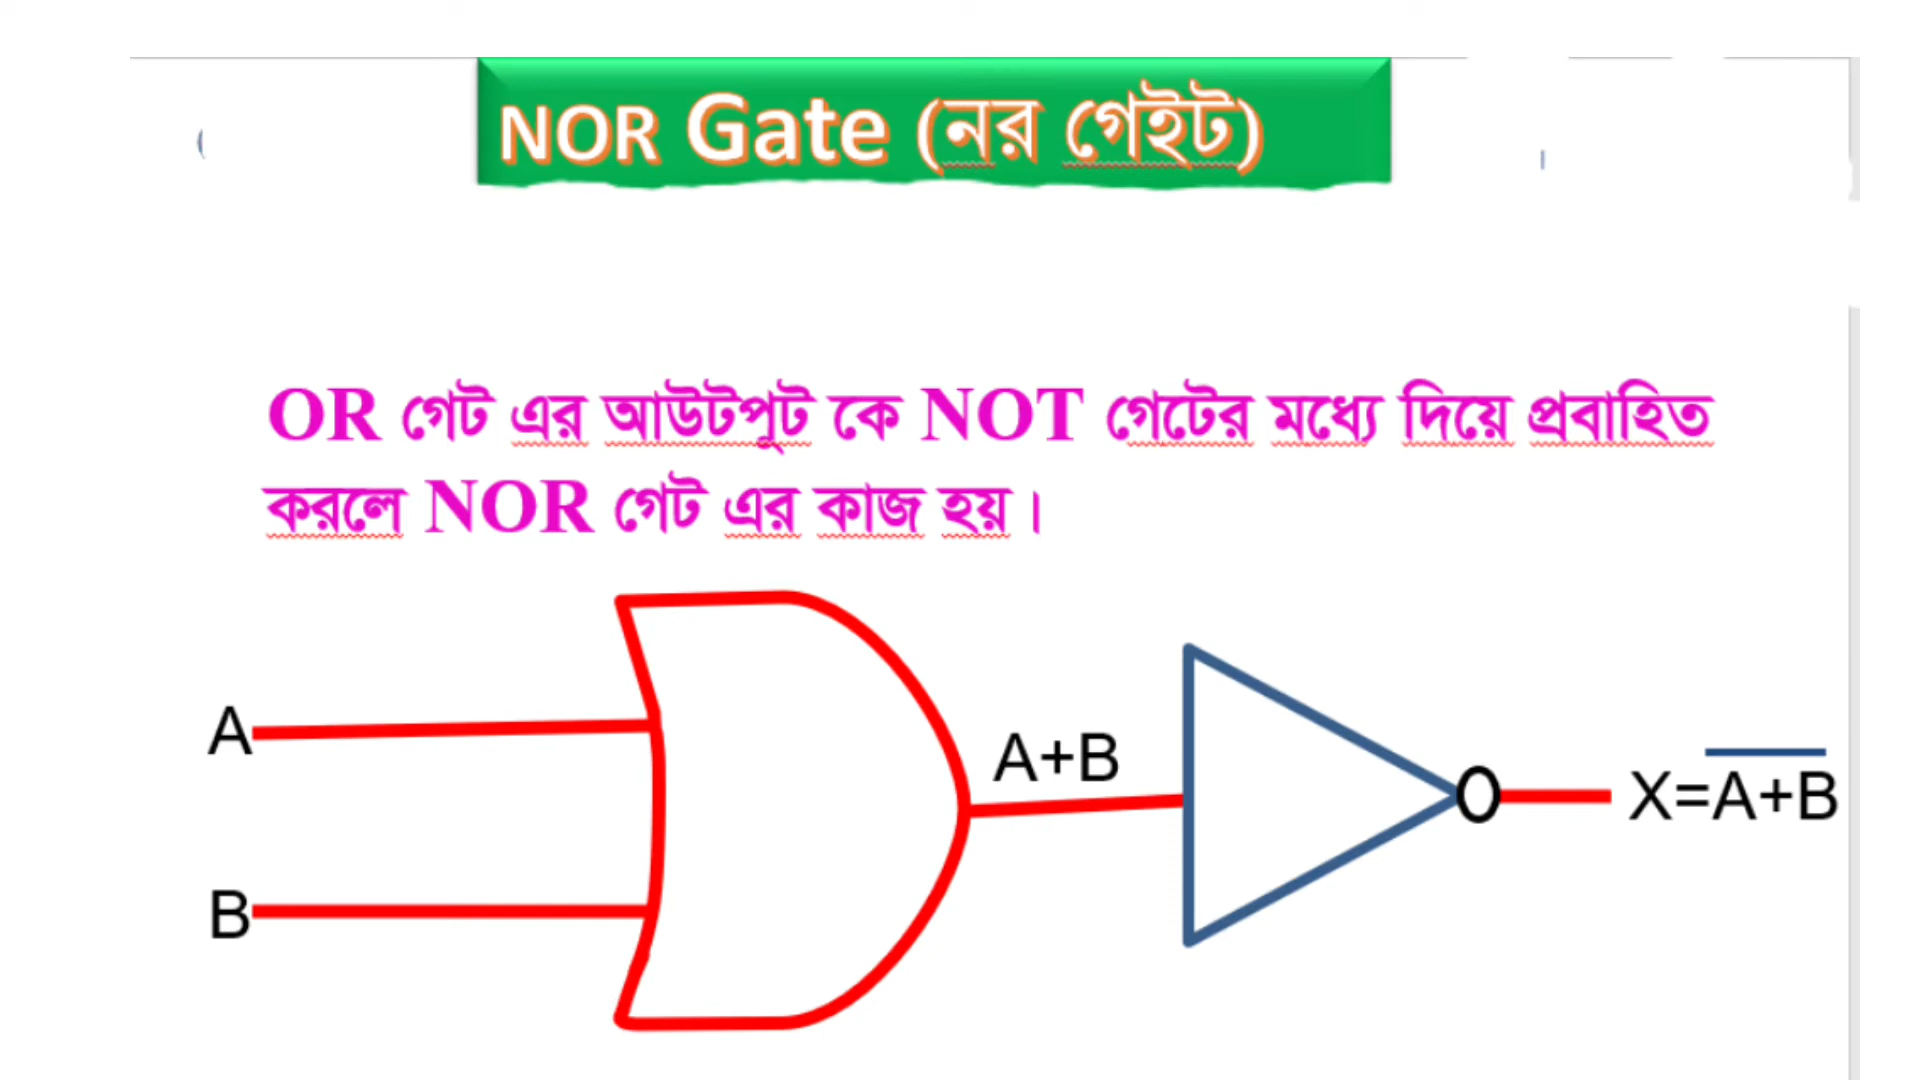 NOR Gate (নর গেইট)
OR গেট এর আউটপুট কে NOT গেটের মধ্যে দিয়ে প্রবাহিত
করলে NOR গেট এর কাজ হয়।
A
A+B
X=A̅+̅B̅
B